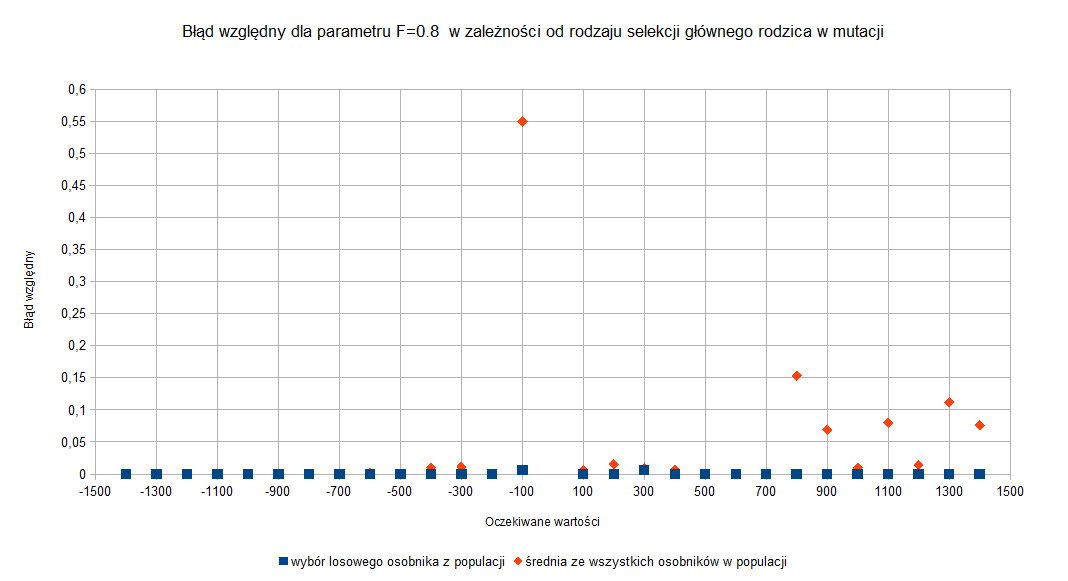 Błąd względny dla parametru F=0.8  w zależności od rodzaju selekcji głównego rodzica w mutacji
0,6
0,55
0,5
0,45
0,4
0,35
0,3
0,25
0,2
0,15
0,1
0,05
0
Błąd względny
-1500 -1300 -1100 -900 -700 -500 -300 -100 100 300 500 700 900 1100 1300 1500
Oczekiwane wartości
wybór losowego osobnika z populacji średnia ze wszystkich osobników w populacji